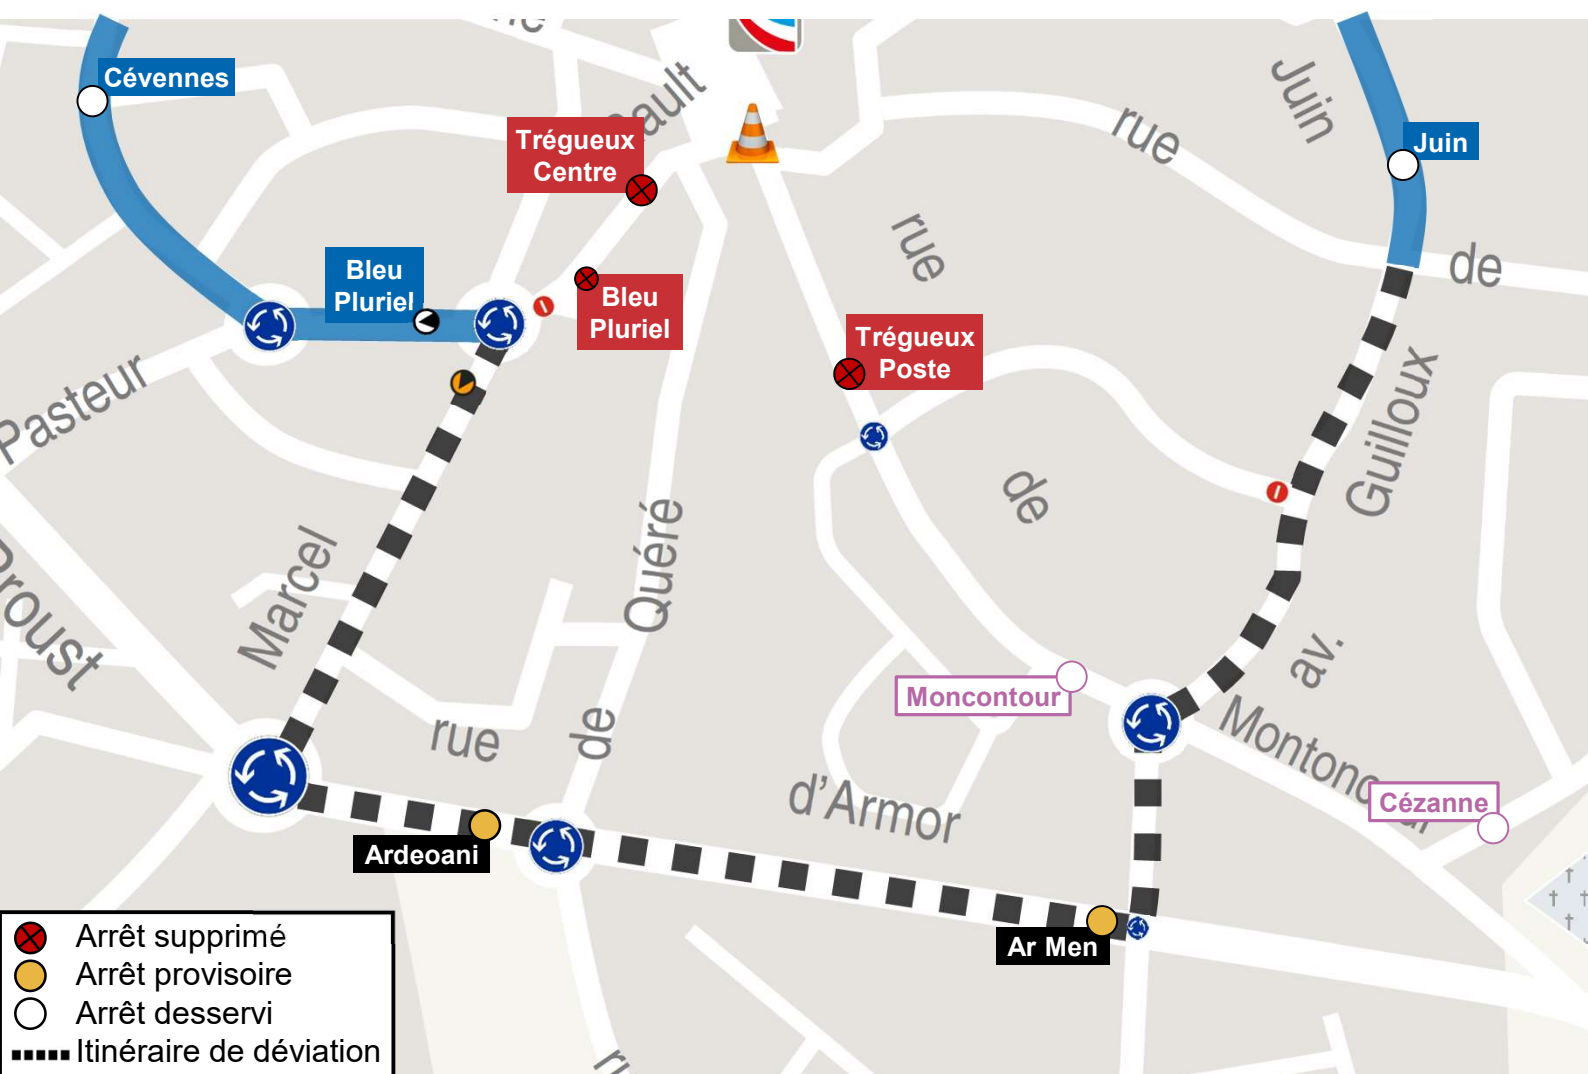 Cévennes
Trégueux
Centre
Juin
rue
Juin
Bleu
Pluriel
Bleu
Pluriel
rue
de
Trégueux
Poste
Pasteur
Guilloux
de
Quéré
Marcel
Proust
av.
Moncontour
rue
de
d'Armor
Cézanne
Ardeoani
Ar Men
Arrêt supprimé
Arrêt provisoire
Arrêt desservi
Itinéraire de déviation